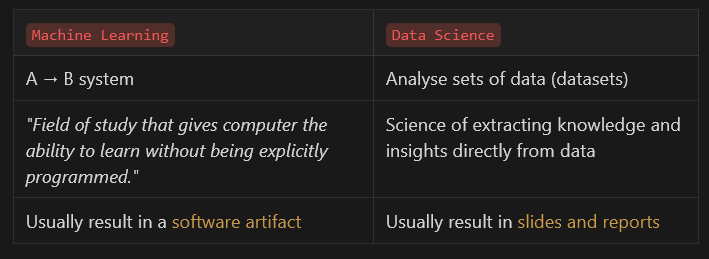 Machine Learning
Data Science
A → B system
Analyse sets of data (datasets)
"Field of study that gives computer the
ability to learn without being explicitly
programmed."
Science of extracting knowledge and
insights directly from data
Usually result in a software artifact
Usually result in slides and reports